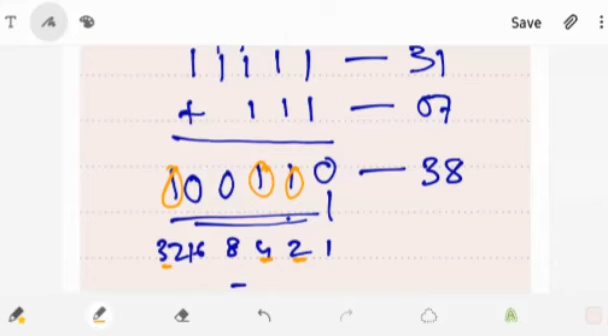 T Save
11111 — 31
+ 111 — 07
100110 — 38
1
32 16 8 4 2 1
A